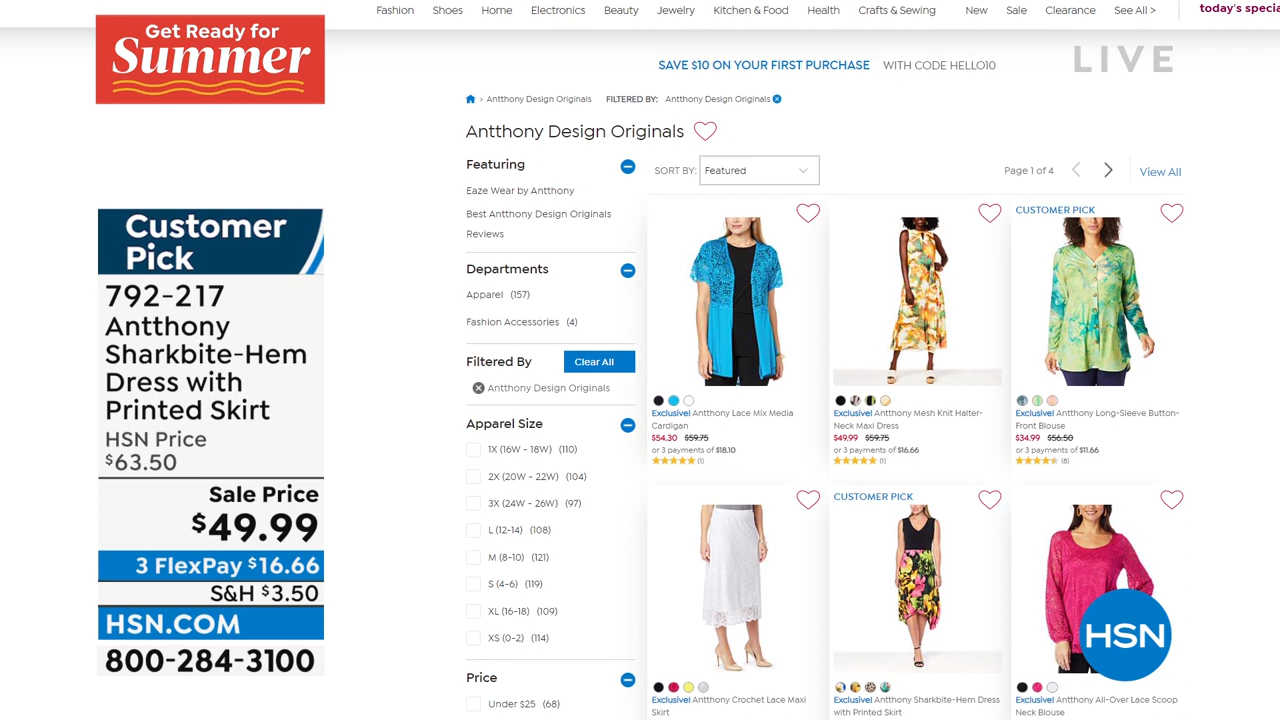 Fashion Shoes Home Electronics Beauty Jewelry Kitchen & Food Health Crafts & Sewing New Sale Clearance See All >
today's specia
Get Ready for
Summer
SAVE $10 ON YOUR FIRST PURCHASE WITH CODE HELLO10
LIVE
> Antthony Design Originals FILTERED BY: Antthony Design Originals
Antthony Design Originals
Featuring
Eaze Wear by Antthony
Best Antthony Design Originals
Reviews
Departments
Apparel (157)
Fashion Accessories (4)
Filtered By Clear All
Antthony Design Originals
Apparel Size
1X (16W - 18W) (110)
2X (20W - 22W) (104)
3X (24W - 26W) (97)
L (12-14) (108)
M (8-10) (121)
S (4-6) (119)
XL (16-18) (109)
XS (0-2) (114)
Price
Under $25 (68)
SORT BY: Featured
Page 1 of 4
View All
Exclusive! Antthony Lace Mix Media
Cardigan
$54.30 $59.75
or 3 payments of $18.10
(1)
Exclusive! Antthony Mesh Knit Halter-
Neck Maxi Dress
$49.99 $59.75
or 3 payments of $16.66
(1)
CUSTOMER PICK
Exclusive! Antthony Long-Sleeve Button-
Front Blouse
$34.99 $56.50
or 3 payments of $11.66
(8)
Exclusive! Antthony Crochet Lace Maxi
Skirt
CUSTOMER PICK
Exclusive! Antthony Sharkbite-Hem Dress
with Printed Skirt
Exclusive! Antthony All-Over Lace Scoop
Neck Blouse
HSN
Customer
Pick
792-217
Antthony
Sharkbite-Hem
Dress with
Printed Skirt
HSN Price
$63.50
Sale Price
$49.99
3 FlexPay $16.66
S&H $3.50
HSN.COM
800-284-3100